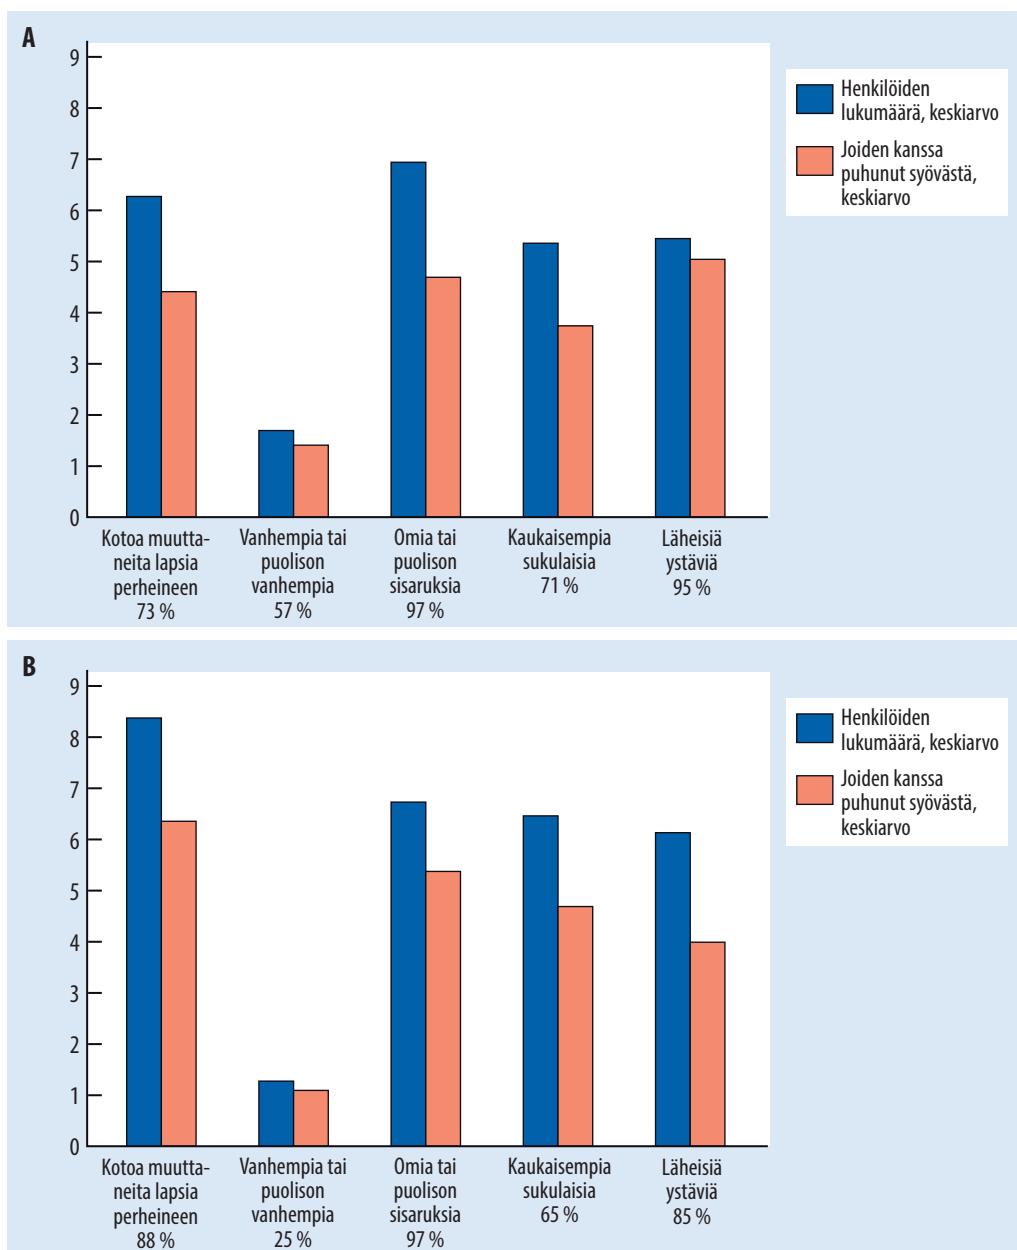 A
9
8
7
6
5
4
3
2
1
0
Kotoa muutta-
neita lapsia
perheineen
73 %
Vanhempia tai
puolison
vanhempia
57 %
Omia tai
puolison
sisaruksia
97 %
Kaukaisempia
sukulaisia
71 %
Läheisiä
ystäviä
95 %
Henkilöiden
lukumäärä, keskiarvo
Joiden kanssa
puhunut syövästä,
keskiarvo
B
9
8
7
6
5
4
3
2
1
0
Kotoa muutta-
neita lapsia
perheineen
88 %
Vanhempia tai
puolison
vanhempia
25 %
Omia tai
puolison
sisaruksia
97 %
Kaukaisempia
sukulaisia
65 %
Läheisiä
ystäviä
85 %
Henkilöiden
lukumäärä, keskiarvo
Joiden kanssa
puhunut syövästä,
keskiarvo